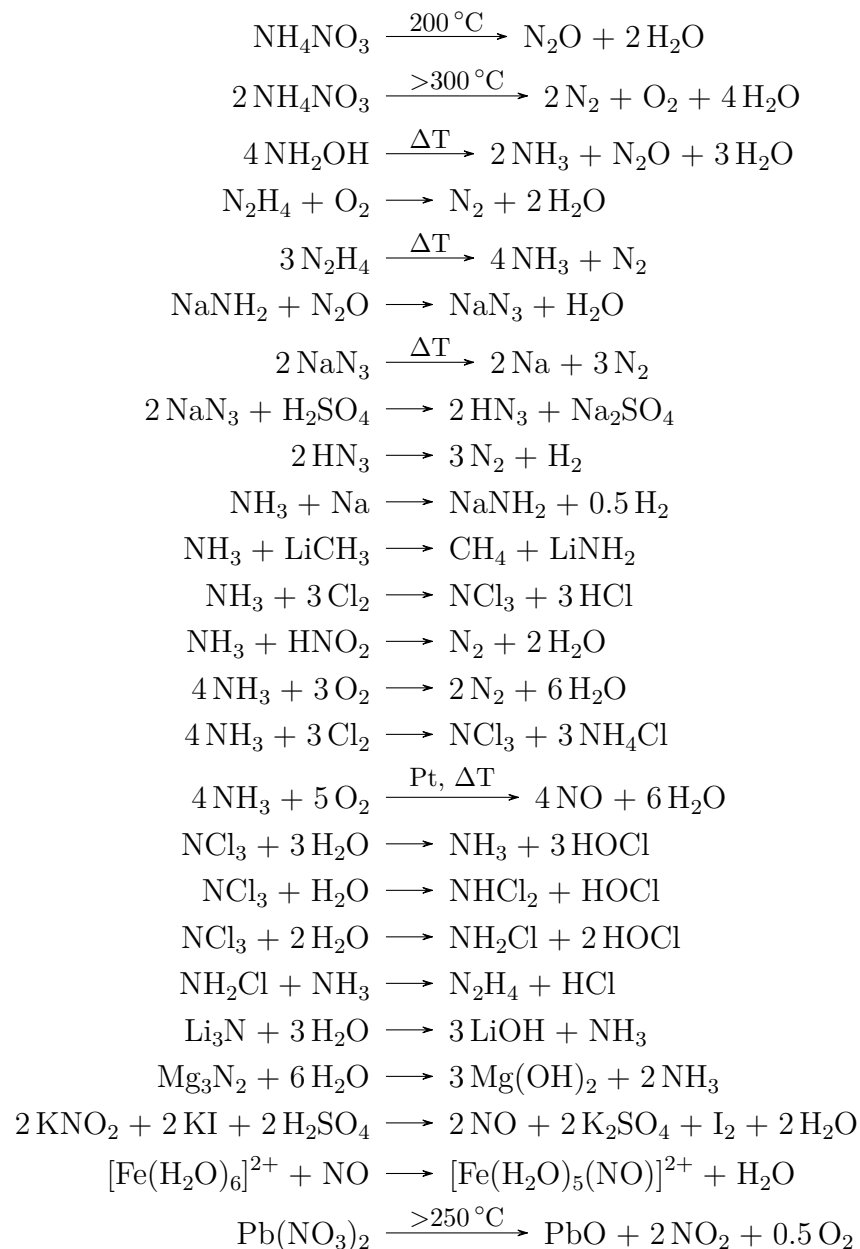 NH₄NO₃ —200 °C→ N₂O + 2 H₂O
2 NH₄NO₃ —>300 °C→ 2 N₂ + O₂ + 4 H₂O
4 NH₂OH —ΔT→ 2 NH₃ + N₂O + 3 H₂O
N₂H₄ + O₂ ⟶ N₂ + 2 H₂O
3 N₂H₄ —ΔT→ 4 NH₃ + N₂
NaNH₂ + N₂O ⟶ NaN₃ + H₂O
2 NaN₃ —ΔT→ 2 Na + 3 N₂
2 NaN₃ + H₂SO₄ ⟶ 2 HN₃ + Na₂SO₄
2 HN₃ ⟶ 3 N₂ + H₂
NH₃ + Na ⟶ NaNH₂ + 0.5 H₂
NH₃ + LiCH₃ ⟶ CH₄ + LiNH₂
NH₃ + 3 Cl₂ ⟶ NCl₃ + 3 HCl
NH₃ + HNO₂ ⟶ N₂ + 2 H₂O
4 NH₃ + 3 O₂ ⟶ 2 N₂ + 6 H₂O
4 NH₃ + 3 Cl₂ ⟶ NCl₃ + 3 NH₄Cl
4 NH₃ + 5 O₂ —Pt, ΔT→ 4 NO + 6 H₂O
NCl₃ + 3 H₂O ⟶ NH₃ + 3 HOCl
NCl₃ + H₂O ⟶ NHCl₂ + HOCl
NCl₃ + 2 H₂O ⟶ NH₂Cl + 2 HOCl
NH₂Cl + NH₃ ⟶ N₂H₄ + HCl
Li₃N + 3 H₂O ⟶ 3 LiOH + NH₃
Mg₃N₂ + 6 H₂O ⟶ 3 Mg(OH)₂ + 2 NH₃
2 KNO₂ + 2 KI + 2 H₂SO₄ ⟶ 2 NO + 2 K₂SO₄ + I₂ + 2 H₂O
[Fe(H₂O)₆]²⁺ + NO ⟶ [Fe(H₂O)₅(NO)]²⁺ + H₂O
Pb(NO₃)₂ —>250 °C→ PbO + 2 NO₂ + 0.5 O₂